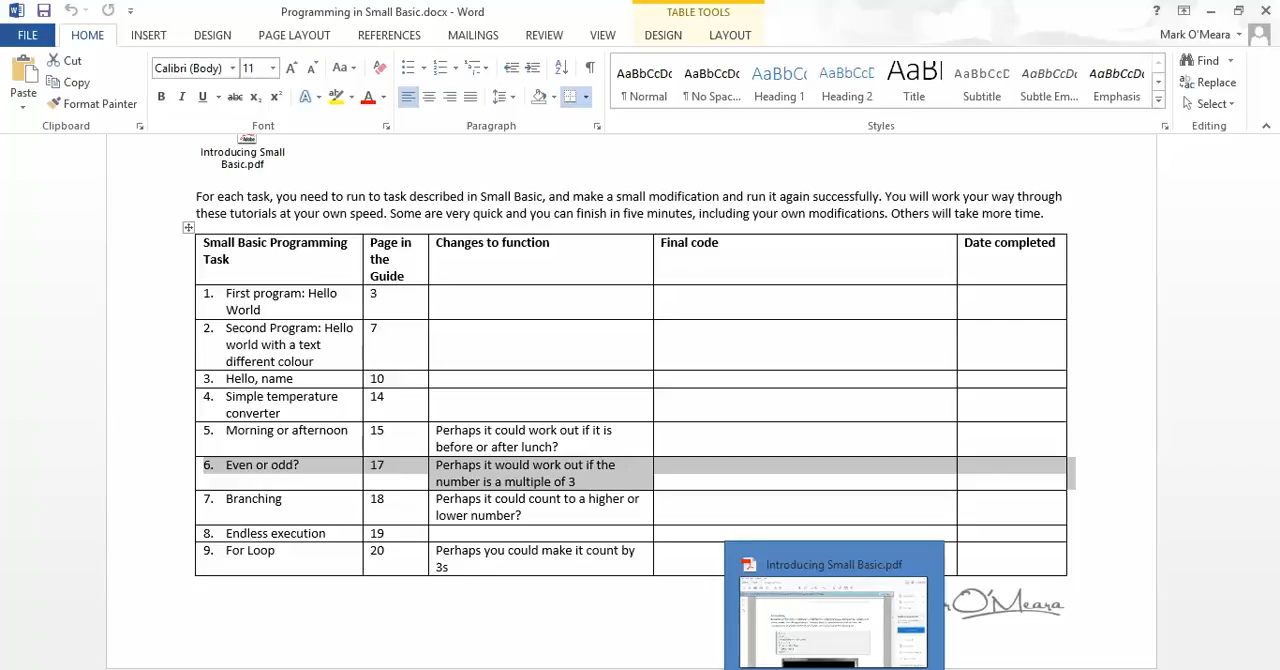 Programming in Small Basic.docx - Word
TABLE TOOLS
?
FILE HOME INSERT DESIGN PAGE LAYOUT REFERENCES MAILINGS REVIEW VIEW DESIGN LAYOUT Mark O'Meara
Paste
Cut
Copy
Format Painter
Clipboard
Calibri (Body) 11
Font
Paragraph
AaBbCcDc AaBbCcDc AaBbCc AaBbCcD AaBl AaBbCcD AaBbCcDc AaBbCcDc
¶ Normal ¶ No Spac... Heading 1 Heading 2 Title Subtitle Subtle Em... Emphasis
Styles
Find
Replace
Select
Editing
Adobe
Introducing Small
Basic.pdf
For each task, you need to run to task described in Small Basic, and make a small modification and run it again successfully. You will work your way through
these tutorials at your own speed. Some are very quick and you can finish in five minutes, including your own modifications. Others will take more time.
Small Basic Programming Task Page in the Guide Changes to function Final code Date completed
1. First program: Hello World 3
2. Second Program: Hello world with a text different colour 7
3. Hello, name 10
4. Simple temperature converter 14
5. Morning or afternoon 15 Perhaps it could work out if it is before or after lunch?
6. Even or odd? 17 Perhaps it would work out if the number is a multiple of 3
7. Branching 18 Perhaps it could count to a higher or lower number?
8. Endless execution 19
9. For Loop 20 Perhaps you could make it count by 3s
Introducing Small Basic.pdf
O'Meara